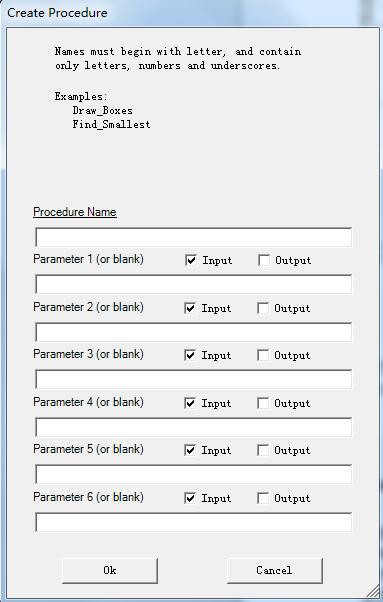 Create Procedure
Names must begin with letter, and contain
only letters, numbers and underscores.
Examples:
Draw_Boxes
Find_Smallest
Procedure Name
Parameter 1 (or blank) Input Output
Parameter 2 (or blank) Input Output
Parameter 3 (or blank) Input Output
Parameter 4 (or blank) Input Output
Parameter 5 (or blank) Input Output
Parameter 6 (or blank) Input Output
Ok Cancel